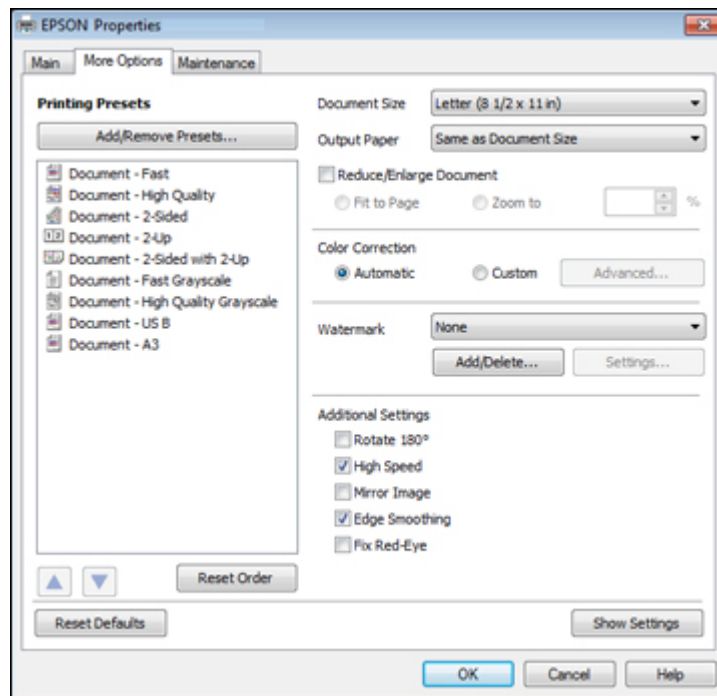 EPSON Properties
Main
More Options
Maintenance
Printing Presets
Add/Remove Presets...
Document - Fast
Document - High Quality
Document - 2-Sided
Document - 2-Up
Document - 2-Sided with 2-Up
Document - Fast Grayscale
Document - High Quality Grayscale
Document - US B
Document - A3
Reset Order
Document Size
Letter (8 1/2 x 11 in)
Output Paper
Same as Document Size
Reduce/Enlarge Document
Fit to Page
Zoom to
%
Color Correction
Automatic
Custom
Advanced...
Watermark
None
Add/Delete...
Settings...
Additional Settings
Rotate 180°
High Speed
Mirror Image
Edge Smoothing
Fix Red-Eye
Reset Defaults
Show Settings
OK
Cancel
Help